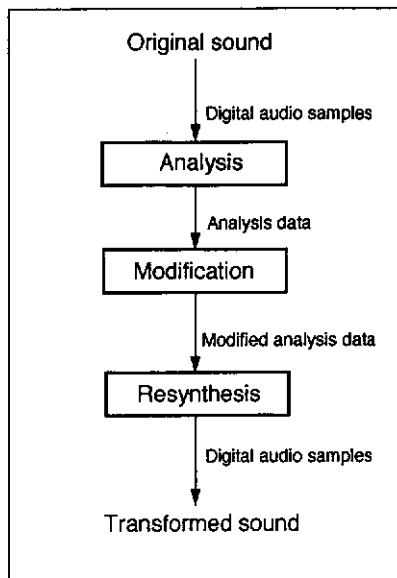 Original sound
Digital audio samples
Analysis
Analysis data
Modification
Modified analysis data
Resynthesis
Digital audio samples
Transformed sound